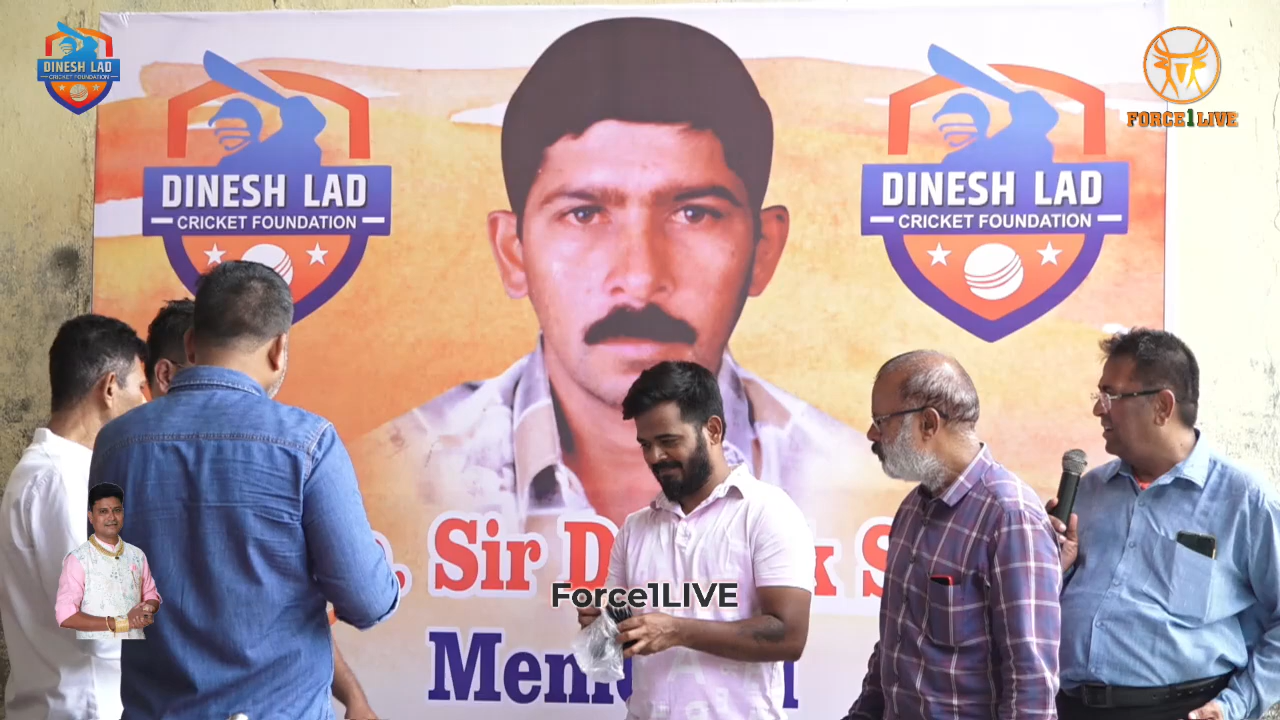 DINESH LAD
CRICKET FOUNDATION
FORCE1LIVE
DINESH LAD
CRICKET FOUNDATION
DINESH LAD
CRICKET FOUNDATION
Sir
Force1LIVE